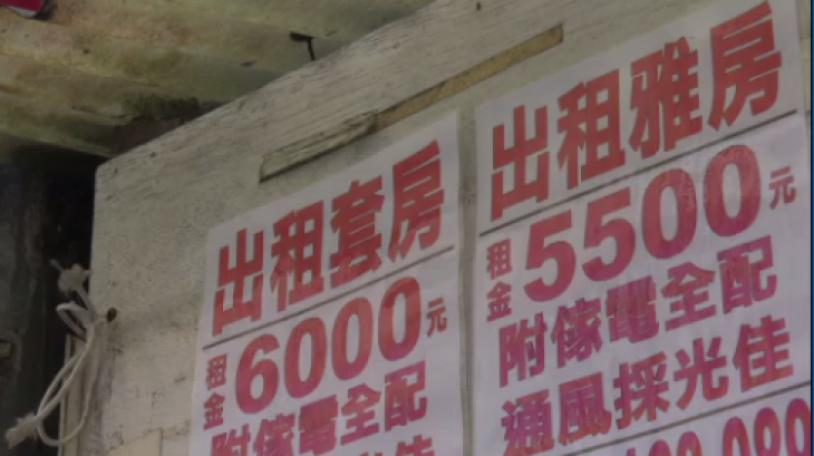 出租套房
租金6000元
附傢電全配
出租雅房
租金5500元
附傢電全配
通風採光佳